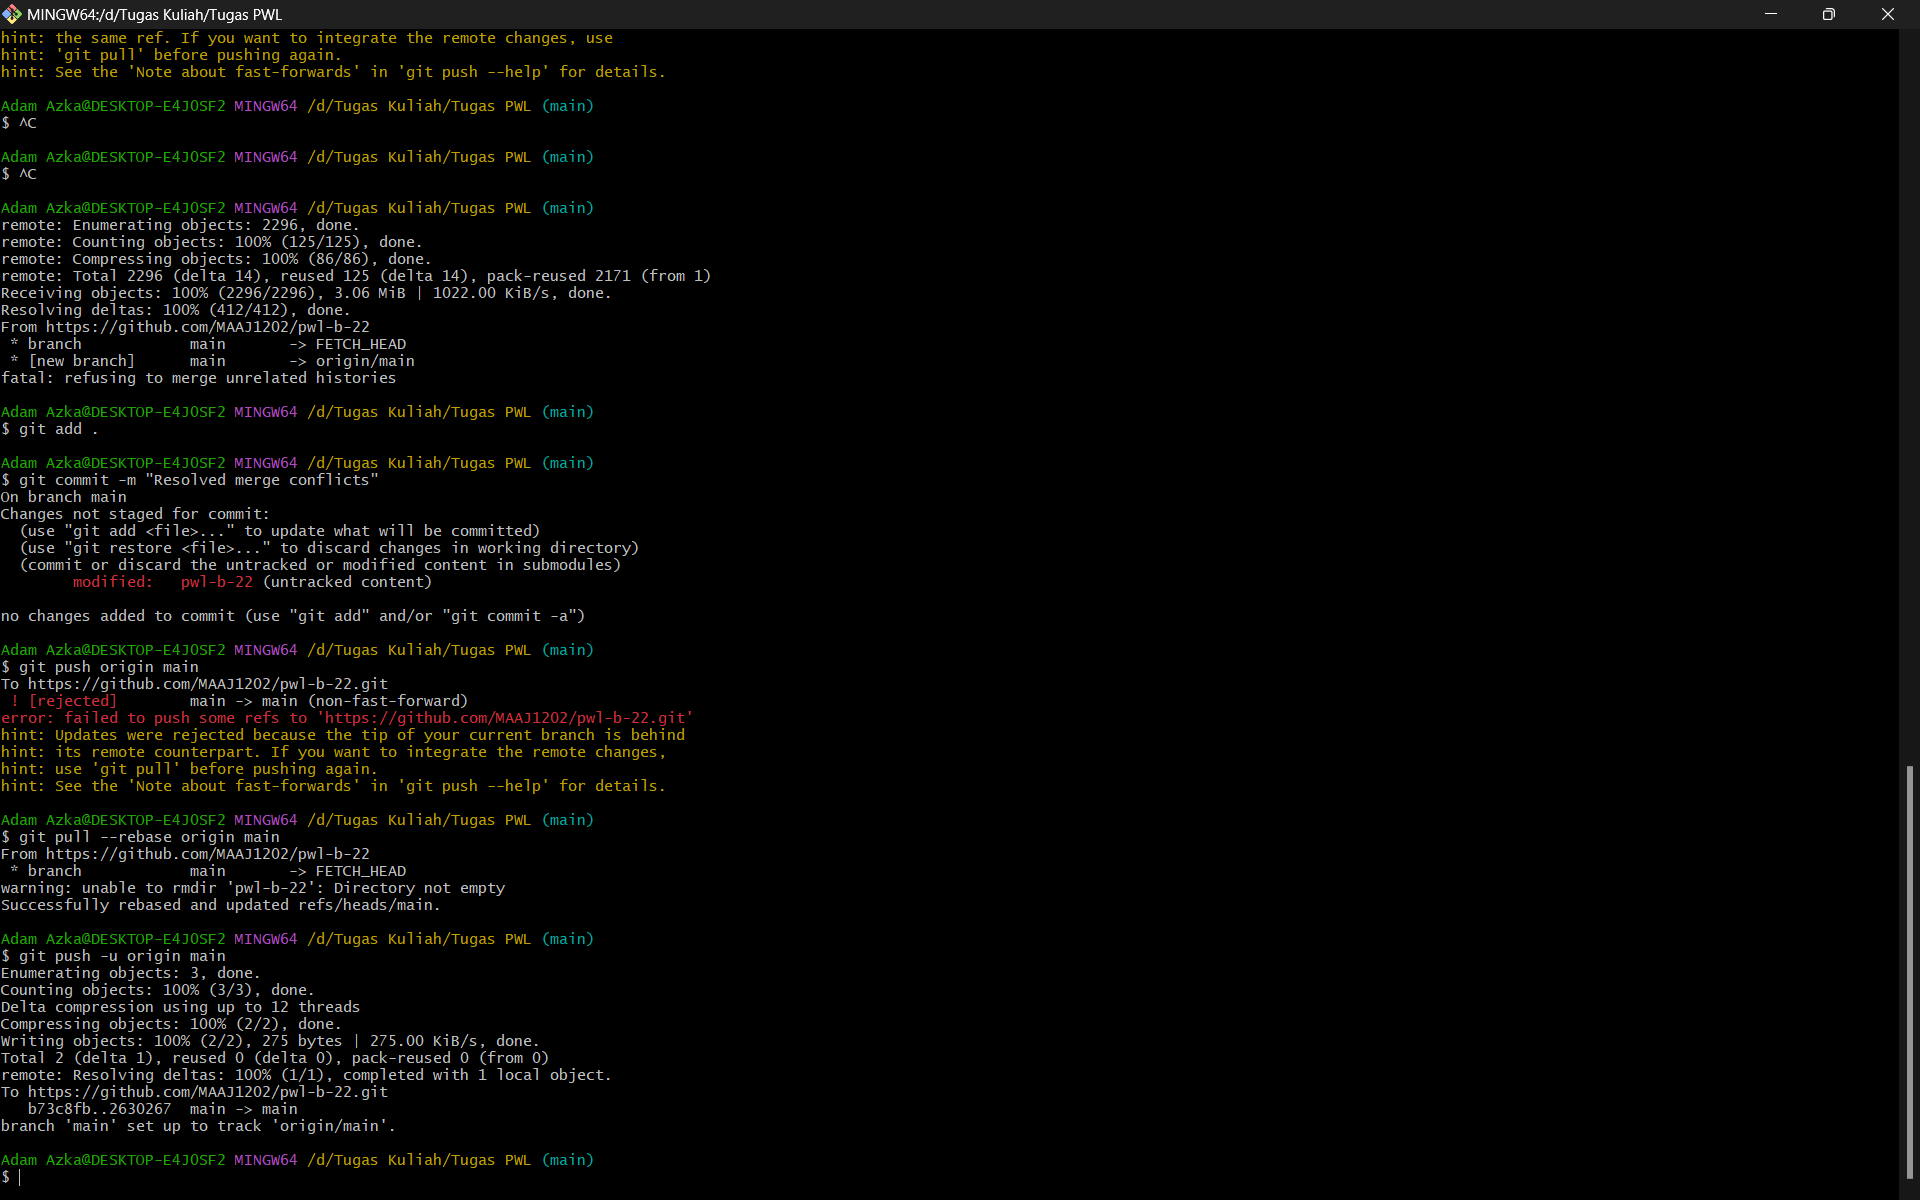 MINGW64:/d/Tugas Kuliah/Tugas PWL
hint: the same ref. If you want to integrate the remote changes, use
hint: 'git pull' before pushing again.
hint: See the 'Note about fast-forwards' in 'git push --help' for details.
Adam Azka@DESKTOP-E4J0SF2 MINGW64 /d/Tugas Kuliah/Tugas PWL (main)
$ ^C
Adam Azka@DESKTOP-E4J0SF2 MINGW64 /d/Tugas Kuliah/Tugas PWL (main)
$ ^C
Adam Azka@DESKTOP-E4J0SF2 MINGW64 /d/Tugas Kuliah/Tugas PWL (main)
remote: Enumerating objects: 2296, done.
remote: Counting objects: 100% (125/125), done.
remote: Compressing objects: 100% (86/86), done.
remote: Total 2296 (delta 14), reused 125 (delta 14), pack-reused 2171 (from 1)
Receiving objects: 100% (2296/2296), 3.06 MiB | 1022.00 KiB/s, done.
Resolving deltas: 100% (412/412), done.
From https://github.com/MAAJ1202/pwl-b-22
 * branch            main       -> FETCH_HEAD
 * [new branch]      main       -> origin/main
fatal: refusing to merge unrelated histories
Adam Azka@DESKTOP-E4J0SF2 MINGW64 /d/Tugas Kuliah/Tugas PWL (main)
$ git add .
Adam Azka@DESKTOP-E4J0SF2 MINGW64 /d/Tugas Kuliah/Tugas PWL (main)
$ git commit -m "Resolved merge conflicts"
On branch main
Changes not staged for commit:
  (use "git add <file>..." to update what will be committed)
  (use "git restore <file>..." to discard changes in working directory)
  (commit or discard the untracked or modified content in submodules)
        modified:   pwl-b-22 (untracked content)
no changes added to commit (use "git add" and/or "git commit -a")
Adam Azka@DESKTOP-E4J0SF2 MINGW64 /d/Tugas Kuliah/Tugas PWL (main)
$ git push origin main
To https://github.com/MAAJ1202/pwl-b-22.git
 ! [rejected]        main -> main (non-fast-forward)
error: failed to push some refs to 'https://github.com/MAAJ1202/pwl-b-22.git'
hint: Updates were rejected because the tip of your current branch is behind
hint: its remote counterpart. If you want to integrate the remote changes,
hint: use 'git pull' before pushing again.
hint: See the 'Note about fast-forwards' in 'git push --help' for details.
Adam Azka@DESKTOP-E4J0SF2 MINGW64 /d/Tugas Kuliah/Tugas PWL (main)
$ git pull --rebase origin main
From https://github.com/MAAJ1202/pwl-b-22
 * branch            main       -> FETCH_HEAD
warning: unable to rmdir 'pwl-b-22': Directory not empty
Successfully rebased and updated refs/heads/main.
Adam Azka@DESKTOP-E4J0SF2 MINGW64 /d/Tugas Kuliah/Tugas PWL (main)
$ git push -u origin main
Enumerating objects: 3, done.
Counting objects: 100% (3/3), done.
Delta compression using up to 12 threads
Compressing objects: 100% (2/2), done.
Writing objects: 100% (2/2), 275 bytes | 275.00 KiB/s, done.
Total 2 (delta 1), reused 0 (delta 0), pack-reused 0 (from 0)
remote: Resolving deltas: 100% (1/1), completed with 1 local object.
To https://github.com/MAAJ1202/pwl-b-22.git
   b73c8fb..2630267  main -> main
branch 'main' set up to track 'origin/main'.
Adam Azka@DESKTOP-E4J0SF2 MINGW64 /d/Tugas Kuliah/Tugas PWL (main)
$